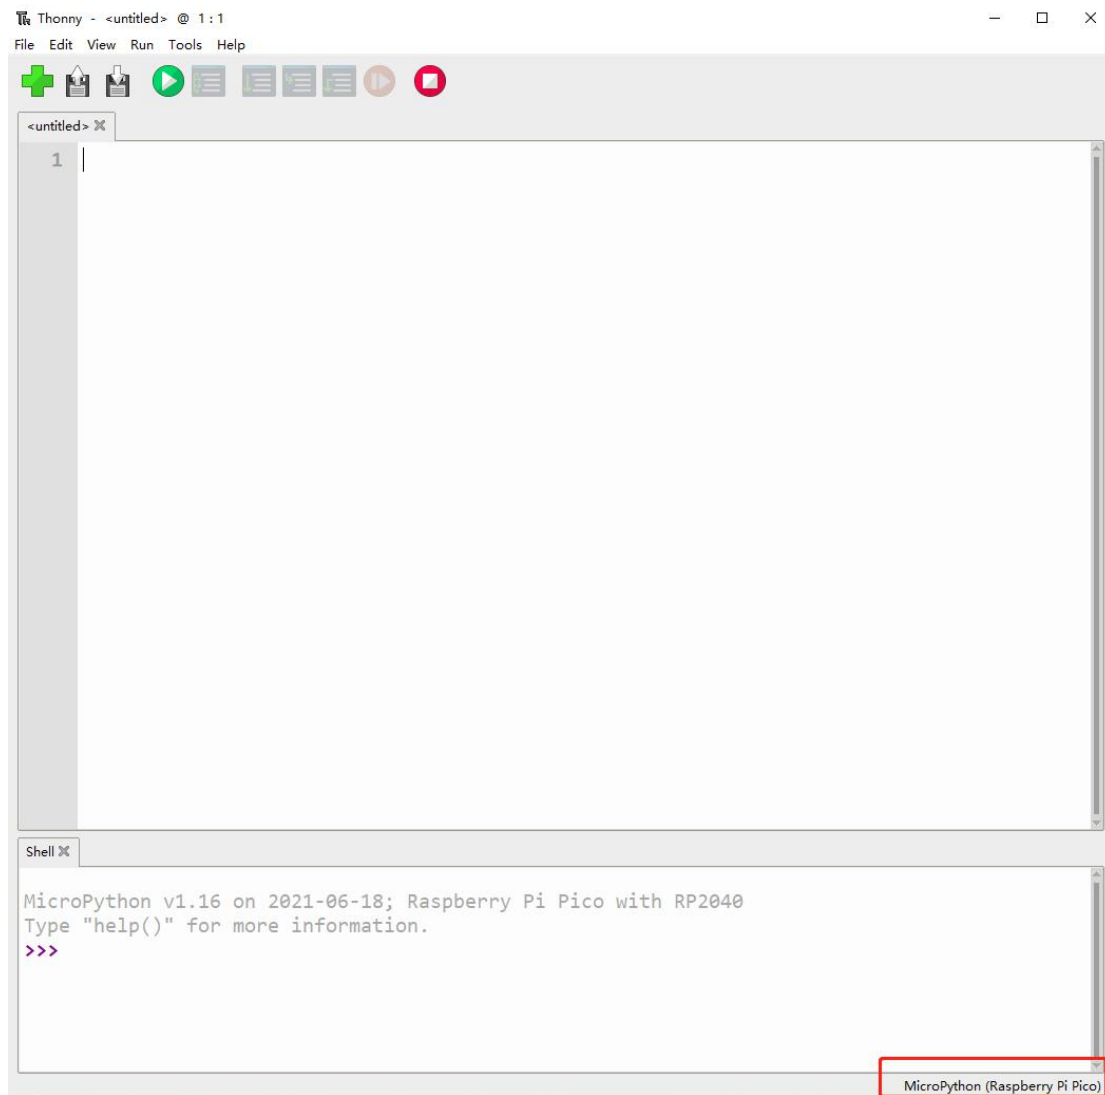 Thonny - <untitled> @ 1 : 1
File Edit View Run Tools Help
<untitled>
1
Shell
MicroPython v1.16 on 2021-06-18; Raspberry Pi Pico with RP2040
Type "help()" for more information.
>>>
MicroPython (Raspberry Pi Pico)